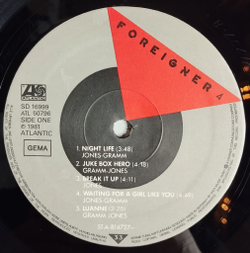 FOREIGNER 4
ATLANTIC
SD 16999
ATL 50796
SIDE ONE
℗ 1981
ATLANTIC
GEMA
1. NIGHT LIFE (3:48)
JONES-GRAMM
2. JUKE BOX HERO (4:18)
GRAMM-JONES
3. BREAK IT UP (4:11)
JONES
4. WAITING FOR A GIRL LIKE YOU (4:49)
JONES-GRAMM
5. LUANNE (3:25)
GRAMM-JONES
33